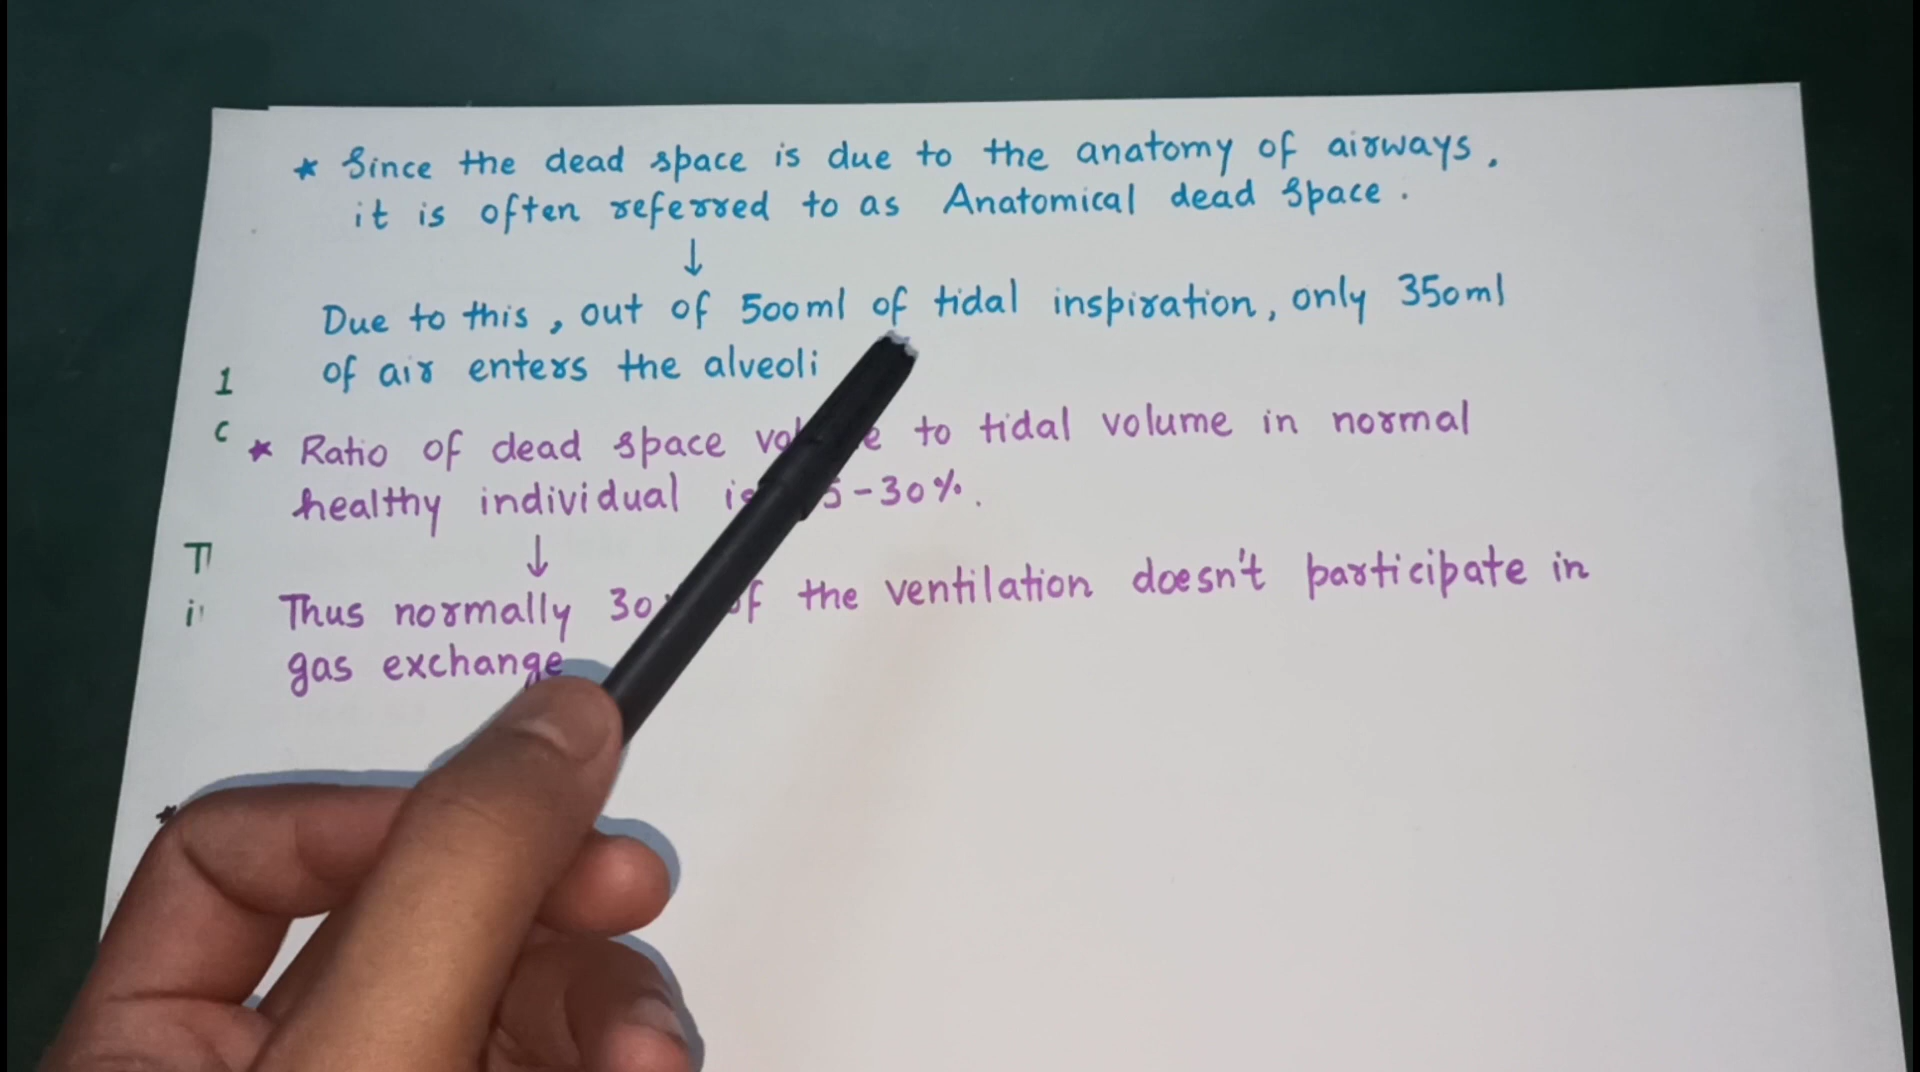 * Since the dead space is due to the anatomy of airways.
it is often referred to as Anatomical dead space.
↓
Due to this, out of 500ml of tidal inspiration, only 350ml
of air enters the alveoli
1
c
* Ratio of dead space to tidal volume in normal
healthy individual is -30%.
↓
T
i
Thus normally 30 of the ventilation doesn't participate in
gas exchange
*